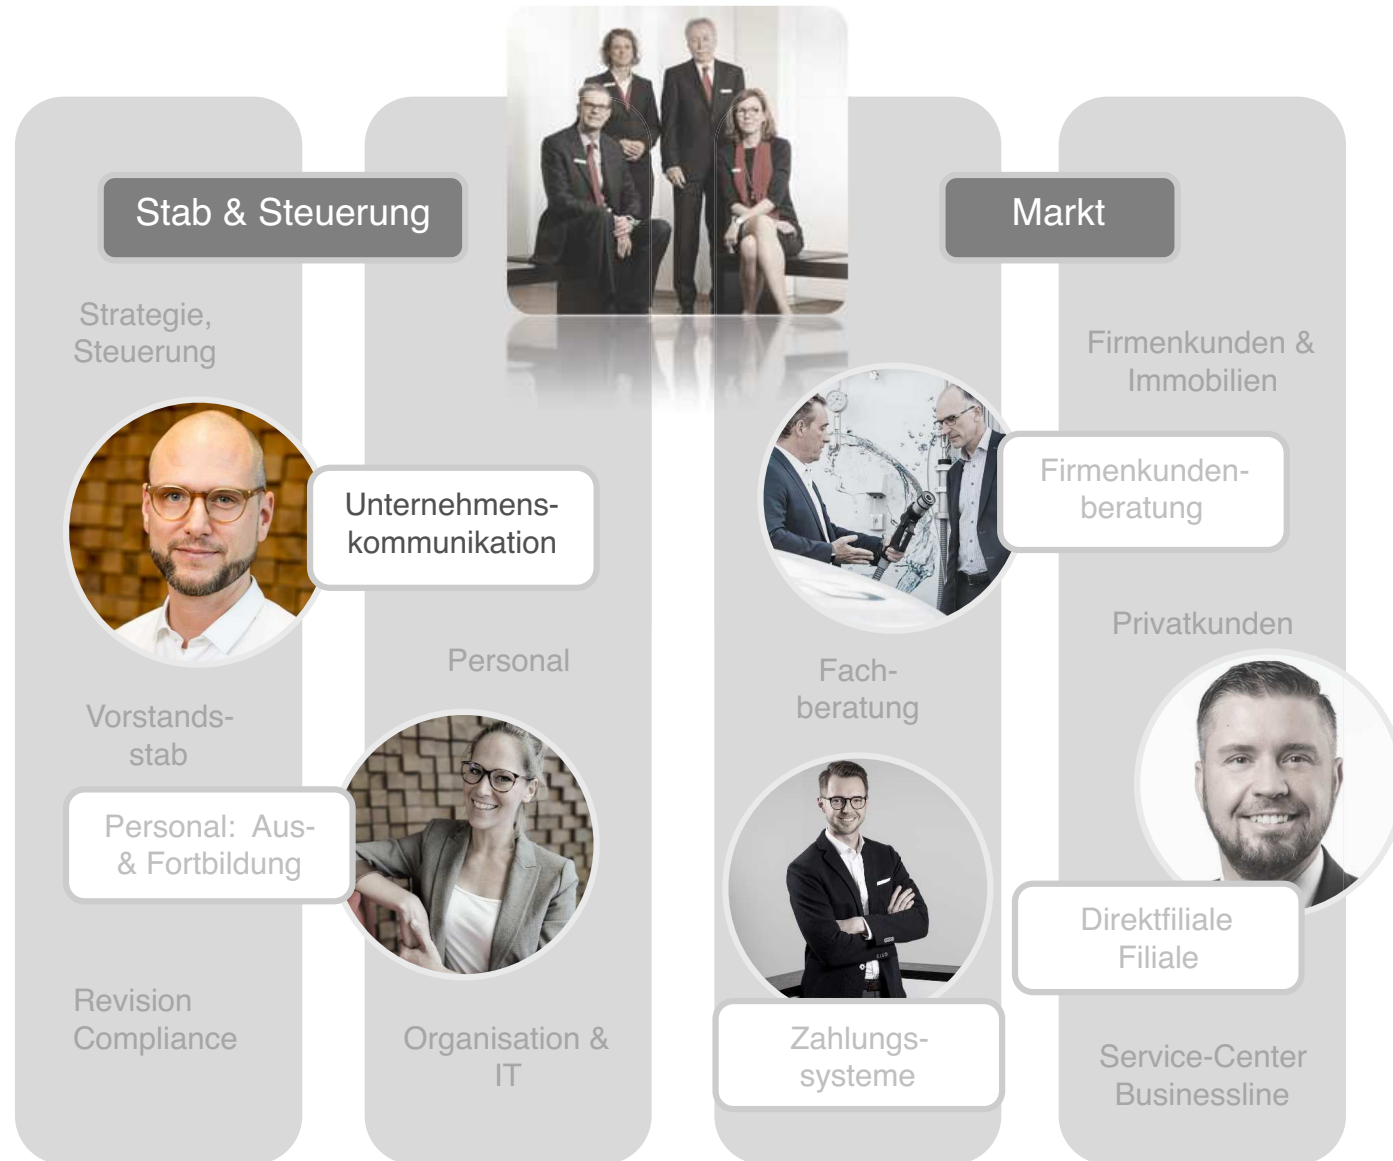 Stab & Steuerung
Markt
Strategie,
Steuerung
Unternehmens-
kommunikation
Vorstands-
stab
Personal
Personal:  Aus-
& Fortbildung
Revision
Compliance
Organisation &
IT
Firmenkunden &
Immobilien
Firmenkunden-
beratung
Fach-
beratung
Privatkunden
Zahlungs-
systeme
Direktfiliale
Filiale
Service-Center
Businessline